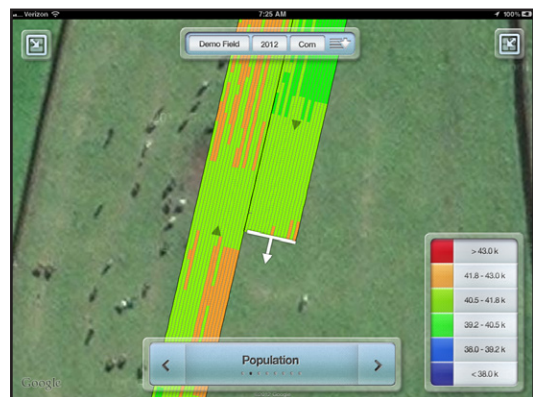 Verizon
7:25 AM
100%
Demo Field
2012
Corn
> 43.0 k
41.8 - 43.0 k
40.5 - 41.8 k
39.2 - 40.5 k
38.0 - 39.2 k
< 38.0 k
Population
Google